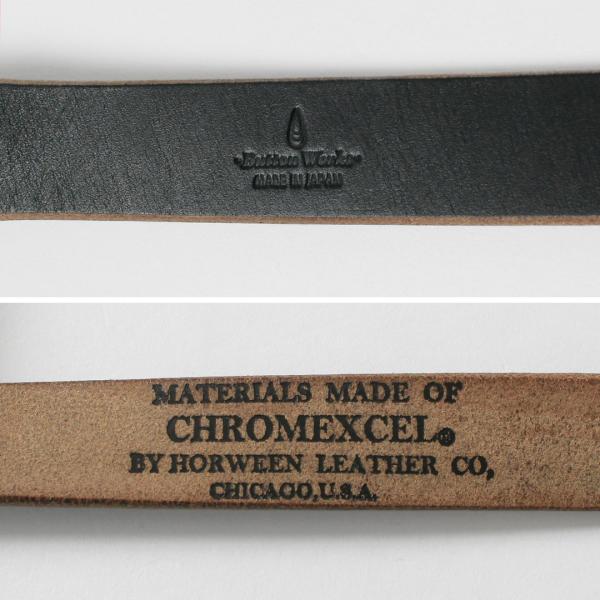 Button Works
MADE IN JAPAN
MATERIALS MADE OF
CHROMEXCEL®
BY HORWEEN LEATHER CO,
CHICAGO,U.S.A.